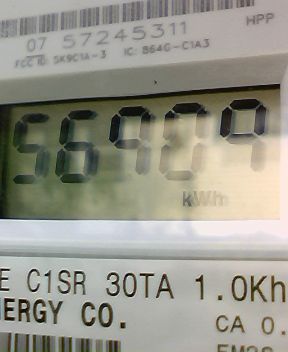 HPP
07 57245311
FCC ID: SK9C1A-3 IC: 864G-C1A3
56909
kWh
E C1SR 30TA 1.0Kh
NERGY CO.
CA 0.